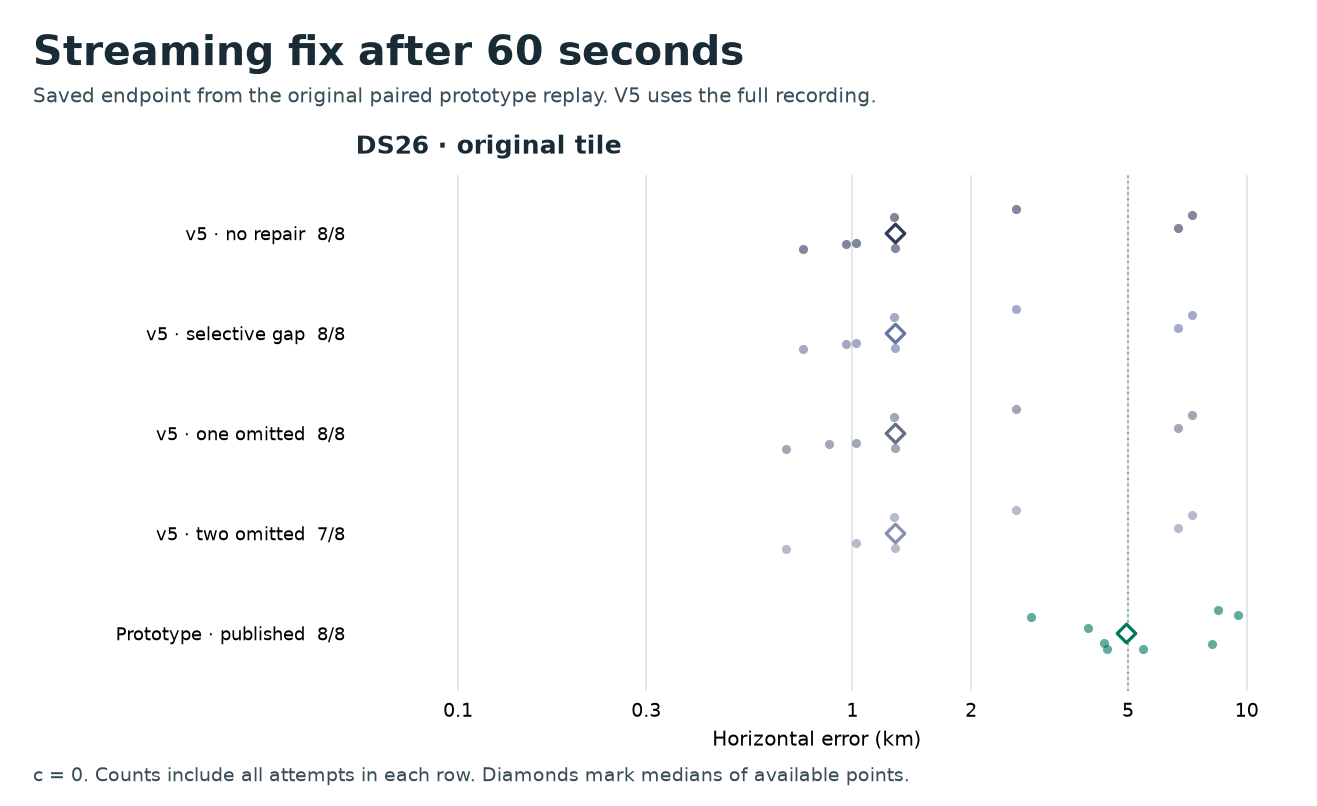 Streaming fix after 60 seconds
Saved endpoint from the original paired prototype replay. V5 uses the full recording.
DS26 · original tile
v5 · no repair 8/8
v5 · selective gap 8/8
v5 · one omitted 8/8
v5 · two omitted 7/8
Prototype · published 8/8
0.1 0.3 1 2 5 10
Horizontal error (km)
c = 0. Counts include all attempts in each row. Diamonds mark medians of available points.